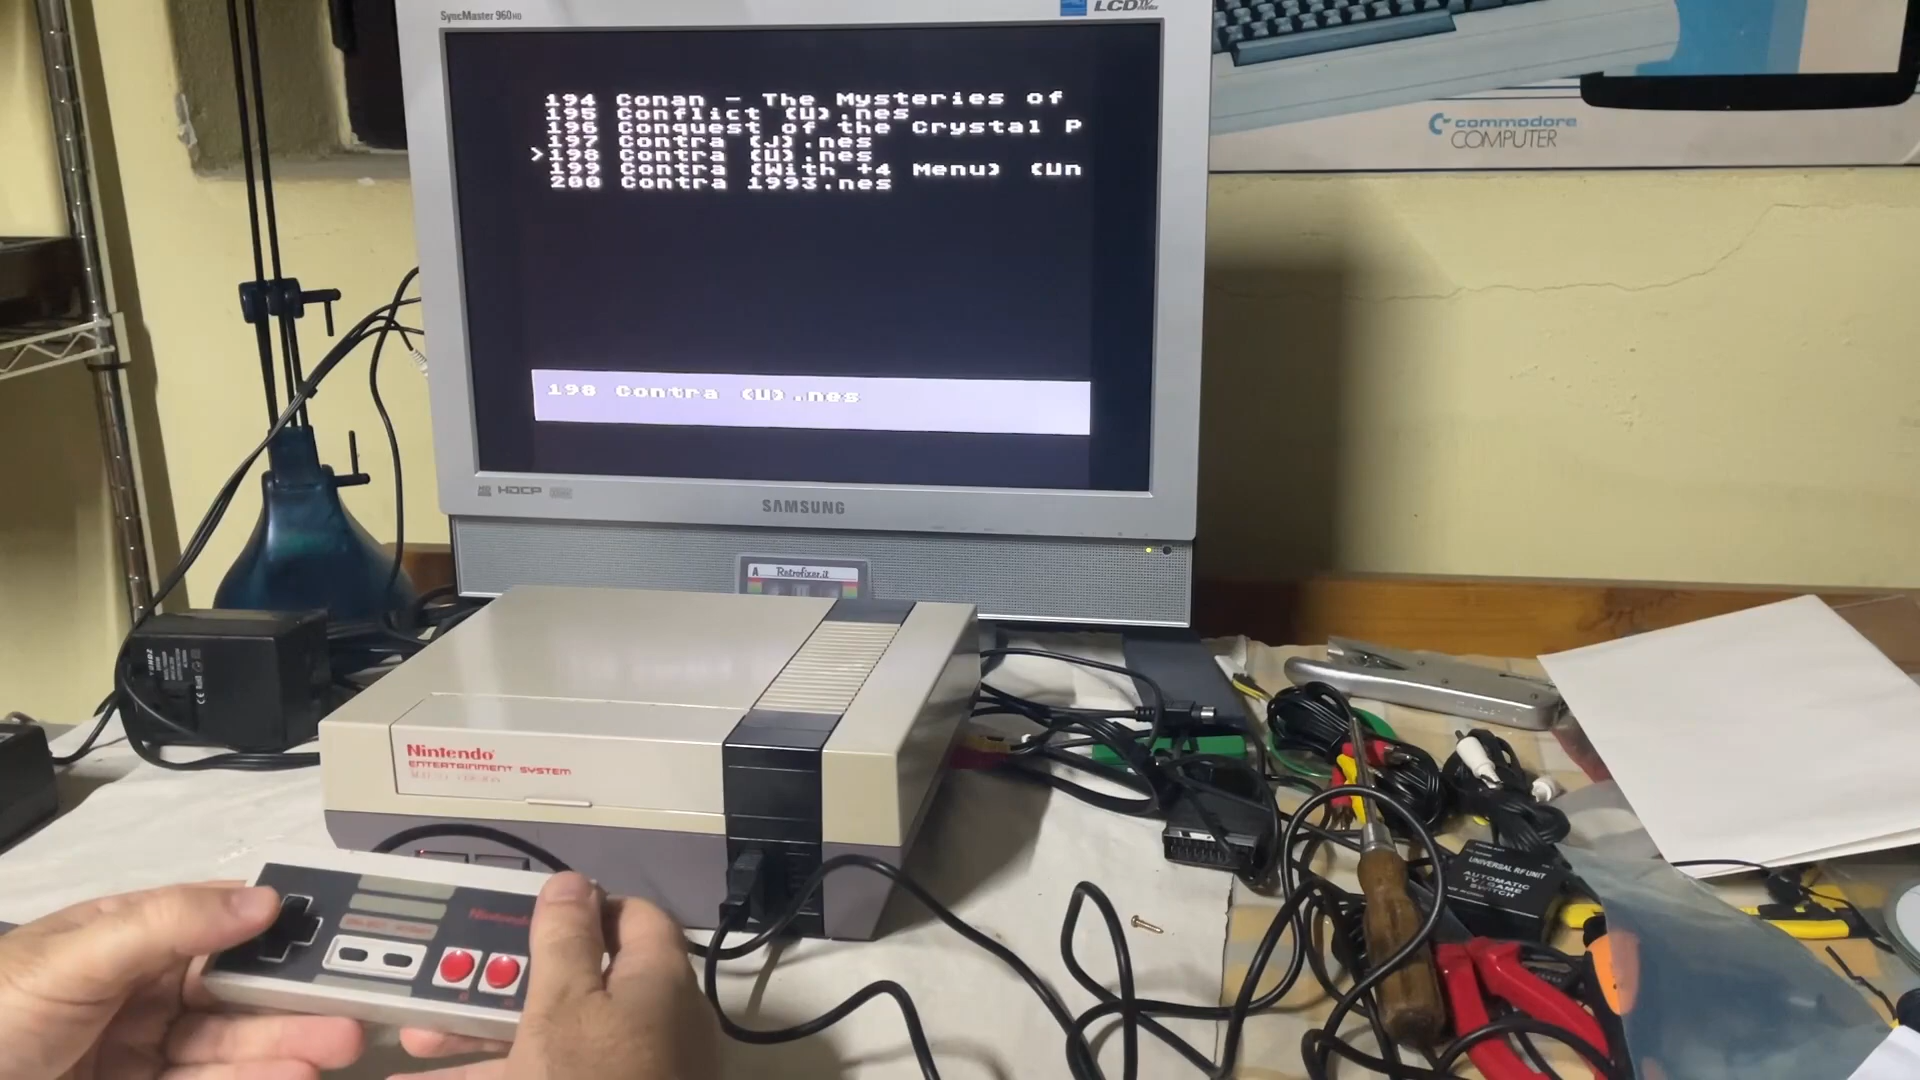 SyncMaster 960HD
LCDTV
194 Conan - The Mysteries of
195 Conflict (U).nes
196 Conquest of the Crystal P
197 Contra (J).nes
>198 Contra (U).nes
199 Contra (With +4 Menu) (Un
200 Contra 1993.nes
198 Contra (U).nes
HDCP
SAMSUNG
commodore
COMPUTER
A Retrofixer.it
Nintendo
ENTERTAINMENT SYSTEM
Nintendo
UNIVERSAL RF UNIT
AUTOMATIC
TV / GAME
SWITCH